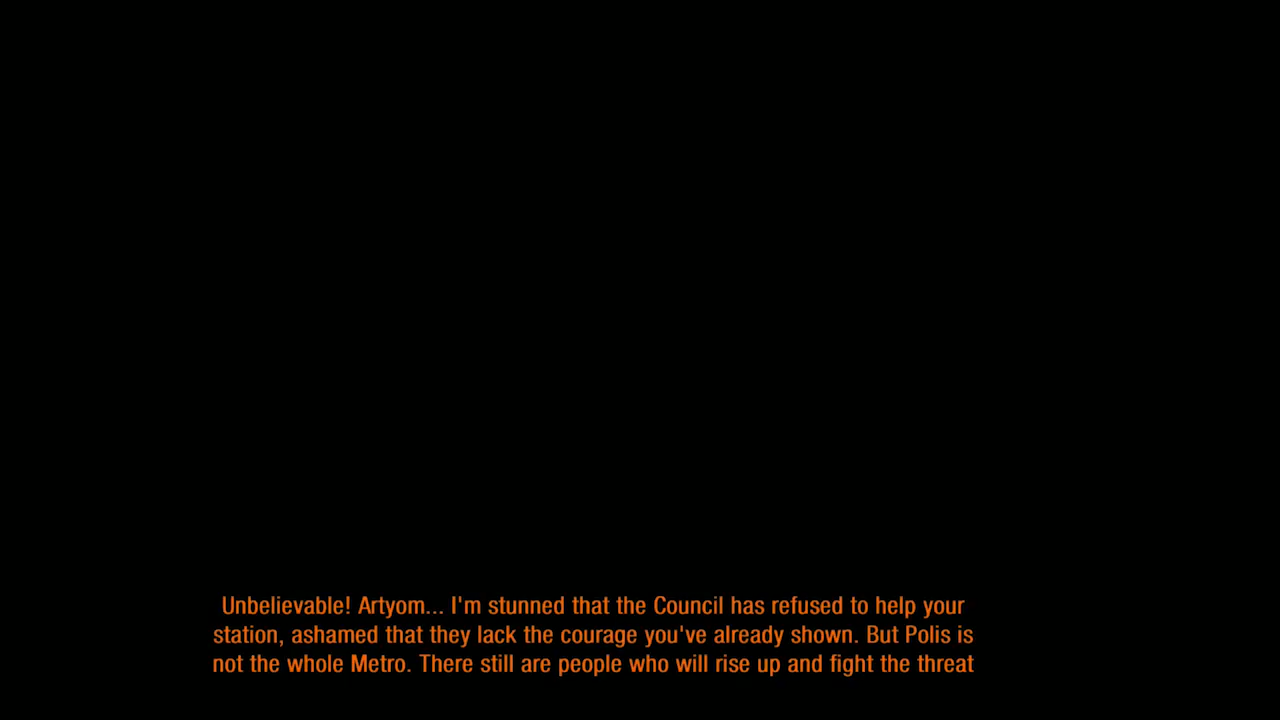 Unbelievable! Artyom... I'm stunned that the Council has refused to help your
station, ashamed that they lack the courage you've already shown. But Polis is
not the whole Metro. There still are people who will rise up and fight the threat